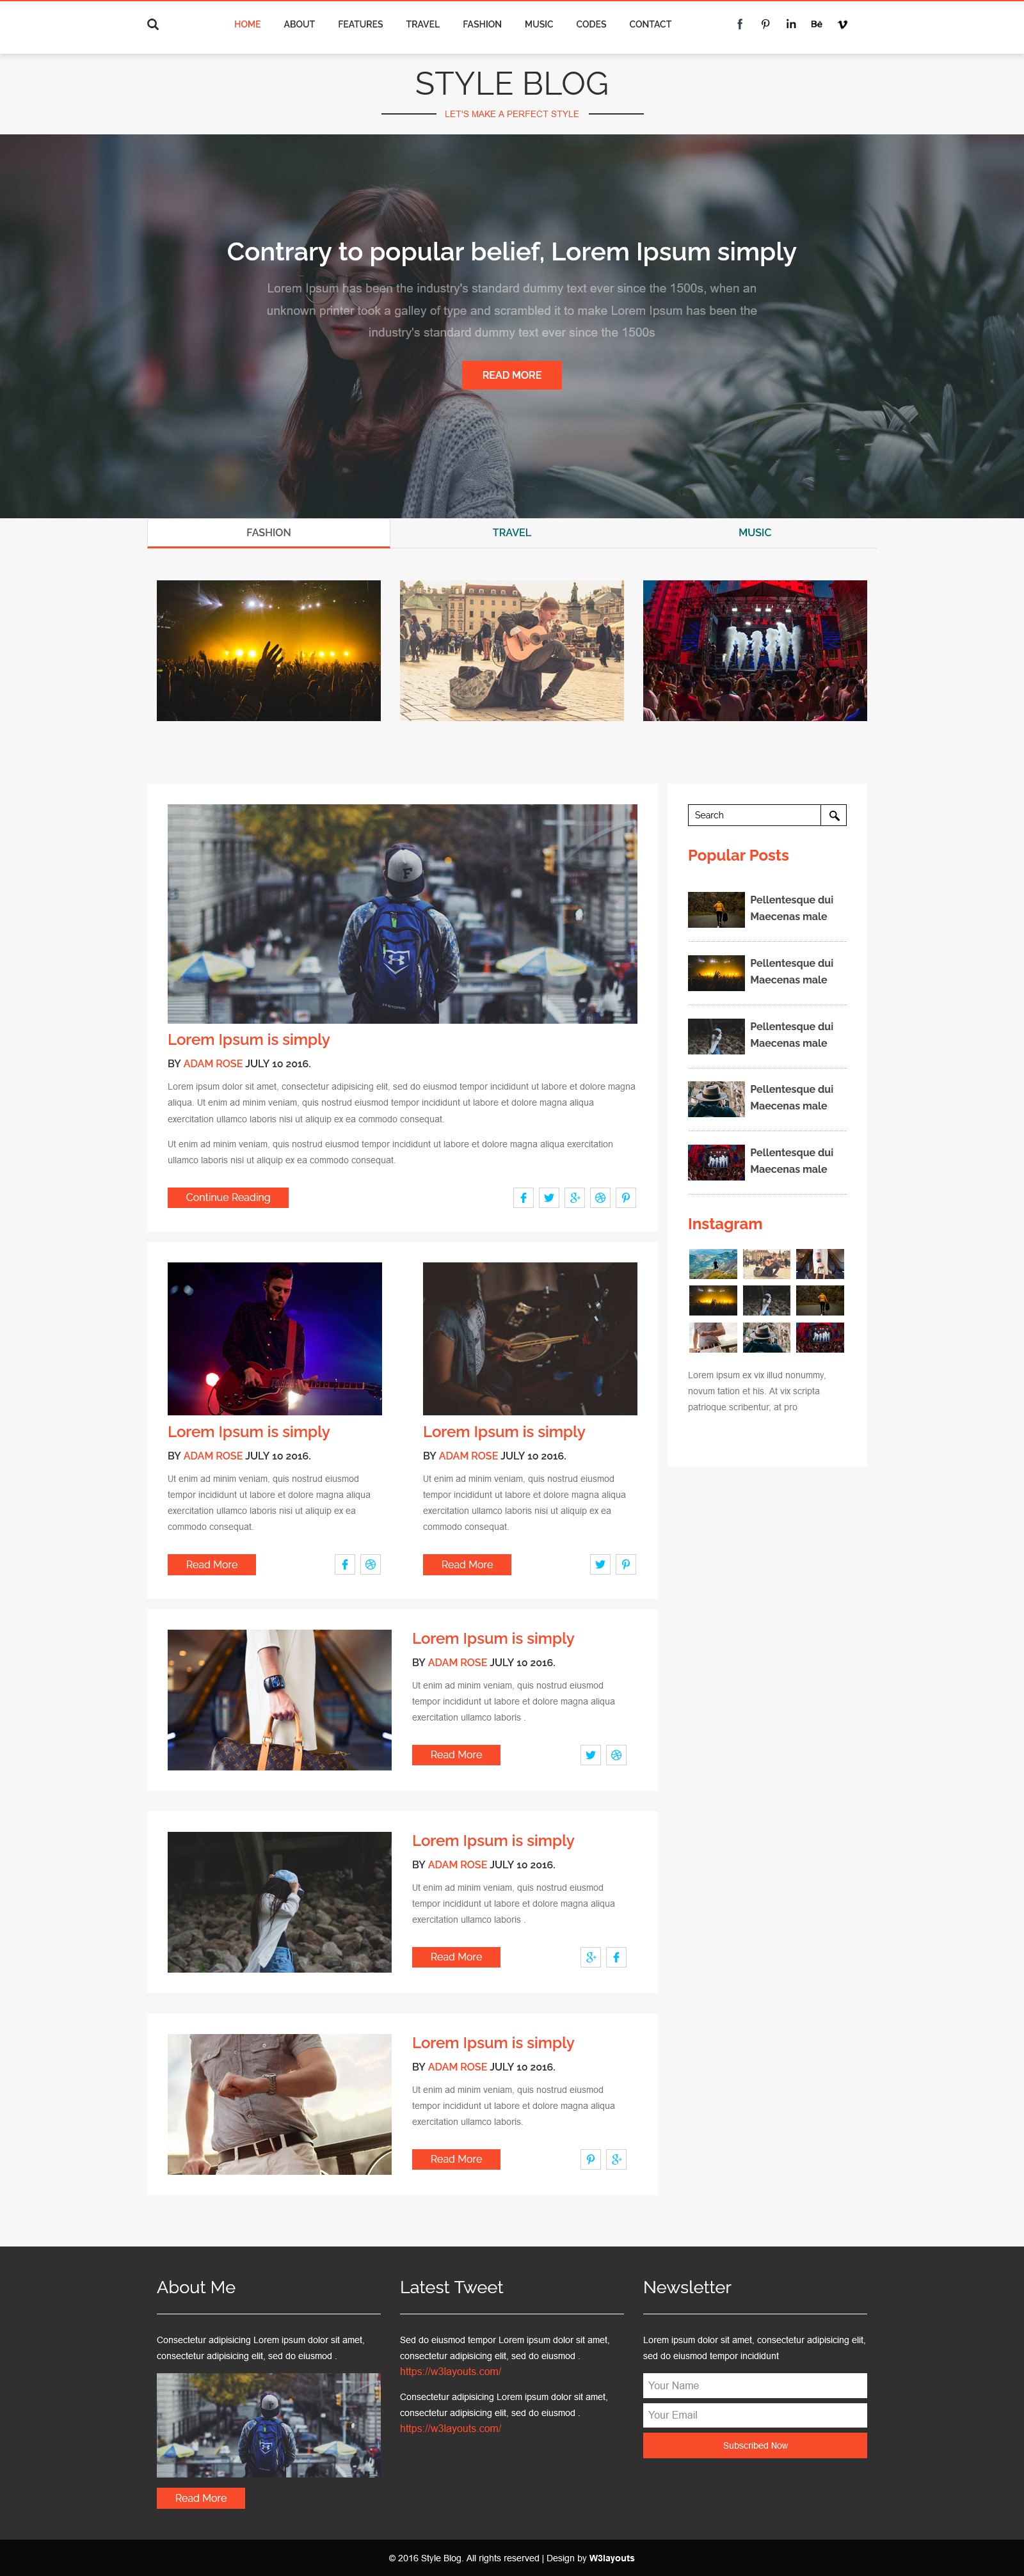 HOME ABOUT FEATURES TRAVEL FASHION MUSIC CODES CONTACT
STYLE BLOG
LET'S MAKE A PERFECT STYLE
Contrary to popular belief, Lorem Ipsum simply
Lorem Ipsum has been the industry's standard dummy text ever since the 1500s, when an
unknown printer took a galley of type and scrambled it to make Lorem Ipsum has been the
industry's standard dummy text ever since the 1500s
READ MORE
FASHION TRAVEL MUSIC
Lorem Ipsum is simply
BY ADAM ROSE JULY 10 2016.
Lorem ipsum dolor sit amet, consectetur adipisicing elit, sed do eiusmod tempor incididunt ut labore et dolore magna
aliqua. Ut enim ad minim veniam, quis nostrud eiusmod tempor incididunt ut labore et dolore magna aliqua
exercitation ullamco laboris nisi ut aliquip ex ea commodo consequat.
Ut enim ad minim veniam, quis nostrud eiusmod tempor incididunt ut labore et dolore magna aliqua exercitation
ullamco laboris nisi ut aliquip ex ea commodo consequat.
Continue Reading
Lorem Ipsum is simply
BY ADAM ROSE JULY 10 2016.
Ut enim ad minim veniam, quis nostrud eiusmod
tempor incididunt ut labore et dolore magna aliqua
exercitation ullamco laboris nisi ut aliquip ex ea
commodo consequat.
Read More
Lorem Ipsum is simply
BY ADAM ROSE JULY 10 2016.
Ut enim ad minim veniam, quis nostrud eiusmod
tempor incididunt ut labore et dolore magna aliqua
exercitation ullamco laboris nisi ut aliquip ex ea
commodo consequat.
Read More
Lorem Ipsum is simply
BY ADAM ROSE JULY 10 2016.
Ut enim ad minim veniam, quis nostrud eiusmod
tempor incididunt ut labore et dolore magna aliqua
exercitation ullamco laboris .
Read More
Lorem Ipsum is simply
BY ADAM ROSE JULY 10 2016.
Ut enim ad minim veniam, quis nostrud eiusmod
tempor incididunt ut labore et dolore magna aliqua
exercitation ullamco laboris .
Read More
Lorem Ipsum is simply
BY ADAM ROSE JULY 10 2016.
Ut enim ad minim veniam, quis nostrud eiusmod
tempor incididunt ut labore et dolore magna aliqua
exercitation ullamco laboris.
Read More
Search
Popular Posts
Pellentesque dui
Maecenas male
Pellentesque dui
Maecenas male
Pellentesque dui
Maecenas male
Pellentesque dui
Maecenas male
Pellentesque dui
Maecenas male
Instagram
Lorem ipsum ex vix illud nonummy,
novum tation et his. At vix scripta
patrioque scribentur, at pro
About Me
Consectetur adipisicing Lorem ipsum dolor sit amet,
consectetur adipisicing elit, sed do eiusmod .
Read More
Latest Tweet
Sed do eiusmod tempor Lorem ipsum dolor sit amet,
consectetur adipisicing elit, sed do eiusmod .
https://w3layouts.com/
Consectetur adipisicing Lorem ipsum dolor sit amet,
consectetur adipisicing elit, sed do eiusmod .
https://w3layouts.com/
Newsletter
Lorem ipsum dolor sit amet, consectetur adipisicing elit,
sed do eiusmod tempor incididunt
Your Name
Your Email
Subscribed Now
© 2016 Style Blog. All rights reserved | Design by W3layouts